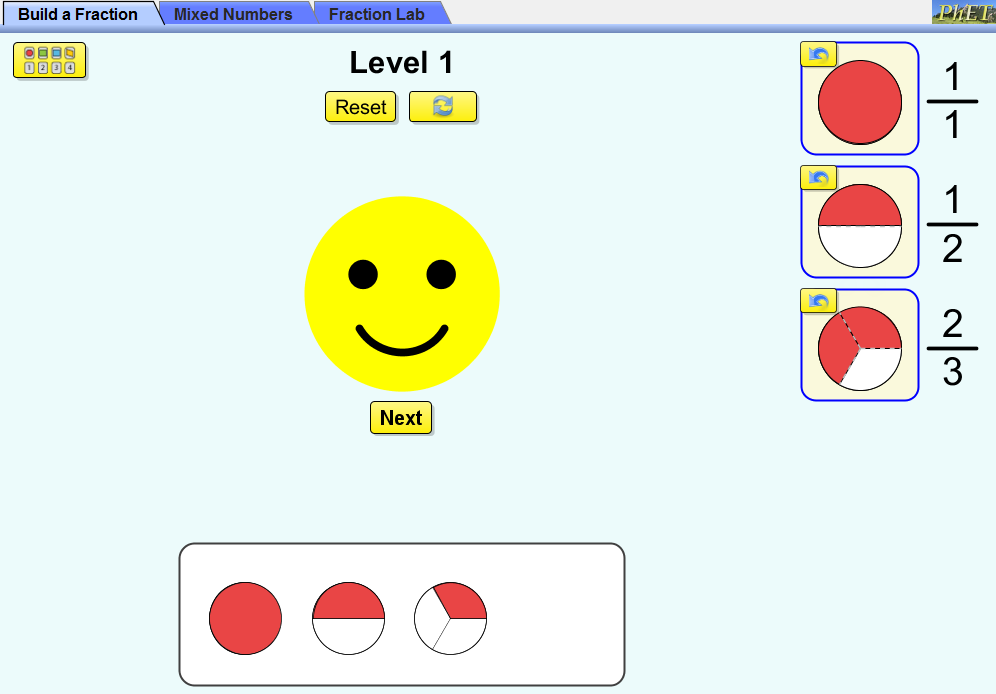 Build a Fraction
Mixed Numbers
Fraction Lab
PhET
1 2 3 4
Level 1
Reset
1
1
1
2
2
3
Next